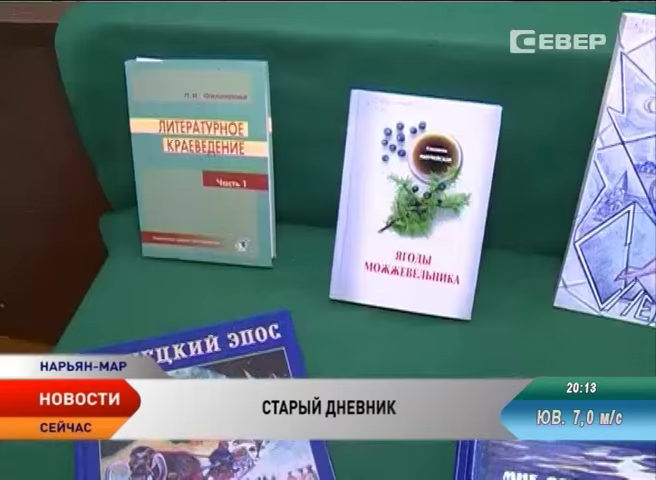 СЕВЕР
ЛИТЕРАТУРНОЕ
КРАЕВЕДЕНИЕ
Часть 1
ЯГОДЫ
МОЖЖЕВЕЛЬНИКА
ЭПОС
НАРЬЯН-МАР
НОВОСТИ
СЕЙЧАС
СТАРЫЙ ДНЕВНИК
20:13
ЮВ. 7,0 м/с